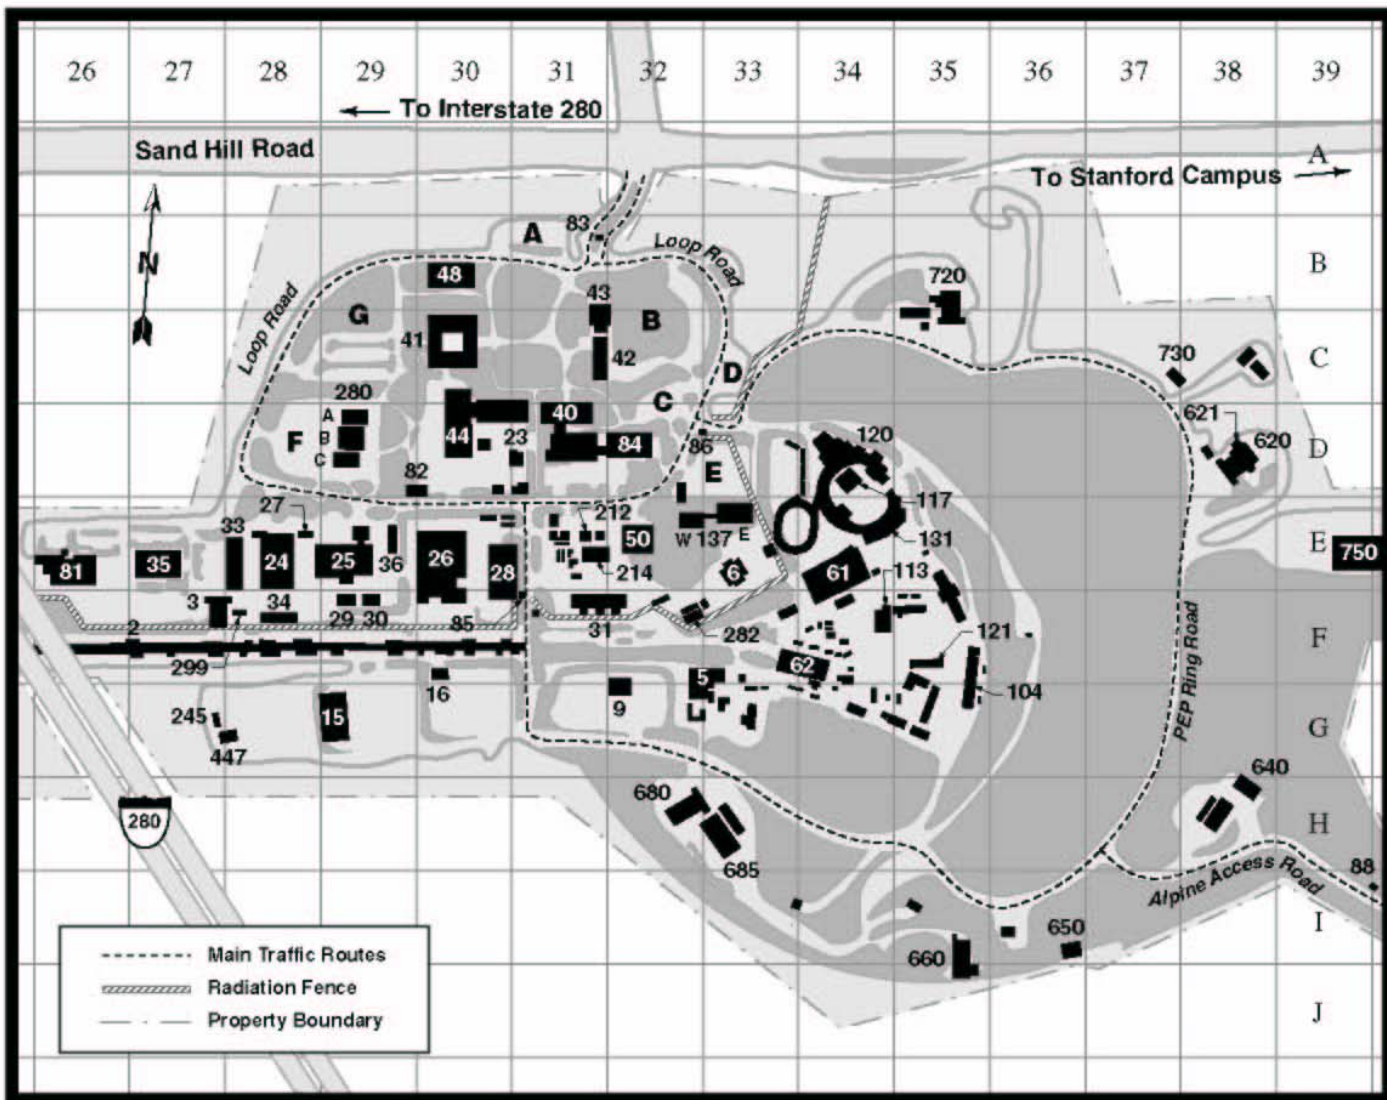 26 27 28 29 30 31 32 33 34 35 36 37 38 39
To Interstate 280
Sand Hill Road
A
To Stanford Campus
83
A
Loop Road
N
B
48
720
43
Loop Road
G
B
41
42
C
730
D
280
C
621
A
40
F
B
44
23
84
86
120
620
D
C
82
E
117
27
212
33
50
W 137 E
131
E
750
81
35
24
25
36
26
28
214
6
61
113
3
34
7
29
30
85
31
282
2
121
F
299
62
PEP Ring Road
16
5
104
245
15
9
G
447
680
640
280
H
685
88
Alpine Access Road
650
I
660
Main Traffic Routes
Radiation Fence
Property Boundary
J